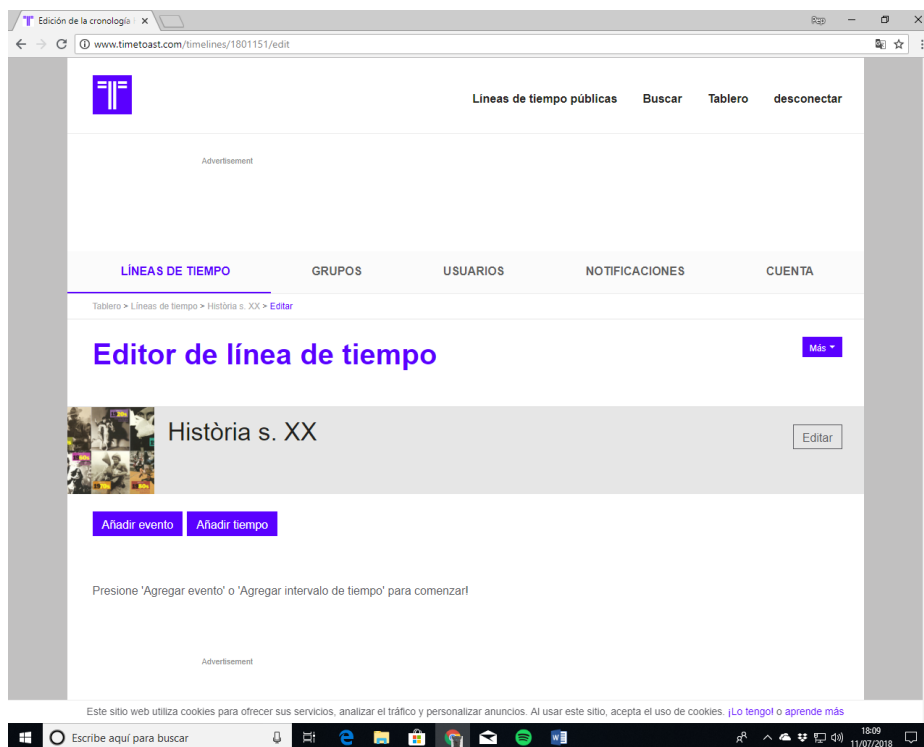 Edición de la cronología
Rep
www.timetoast.com/timelines/1801151/edit
Líneas de tiempo públicas Buscar Tablero desconectar
Advertisement
LÍNEAS DE TIEMPO GRUPOS USUARIOS NOTIFICACIONES CUENTA
Tablero > Líneas de tiempo > Història s. XX > Editar
Editor de línea de tiempo
Más
Història s. XX
Editar
Añadir evento Añadir tiempo
Presione 'Agregar evento' o 'Agregar intervalo de tiempo' para comenzar!
Advertisement
Este sitio web utiliza cookies para ofrecer sus servicios, analizar el tráfico y personalizar anuncios. Al usar este sitio, acepta el uso de cookies. ¡Lo tengo! o aprende más
Escribe aquí para buscar
18:09
11/07/2018